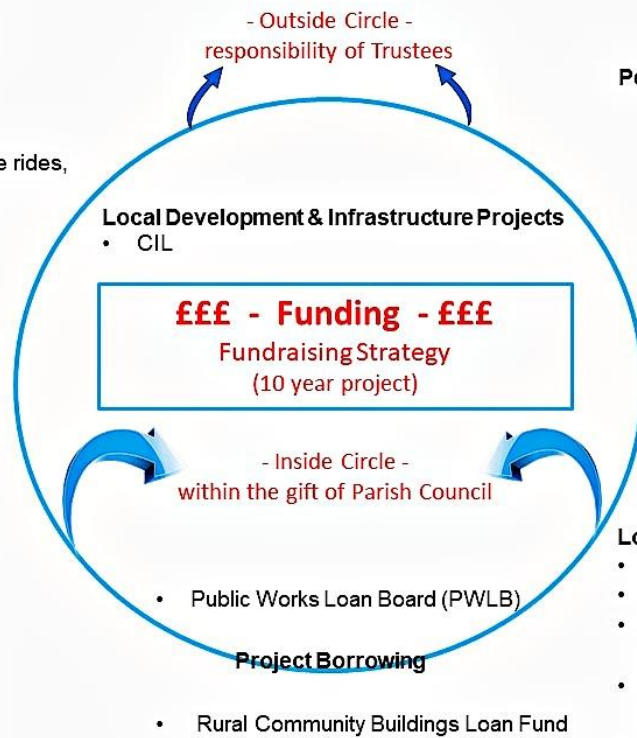 - Outside Circle -
responsibility of Trustees
e rides,
Local Development & Infrastructure Projects
• CIL
£££ - Funding - £££
Fundraising Strategy
(10 year project)
- Inside Circle -
within the gift of Parish Council
• Public Works Loan Board (PWLB)
Project Borrowing
• Rural Community Buildings Loan Fund